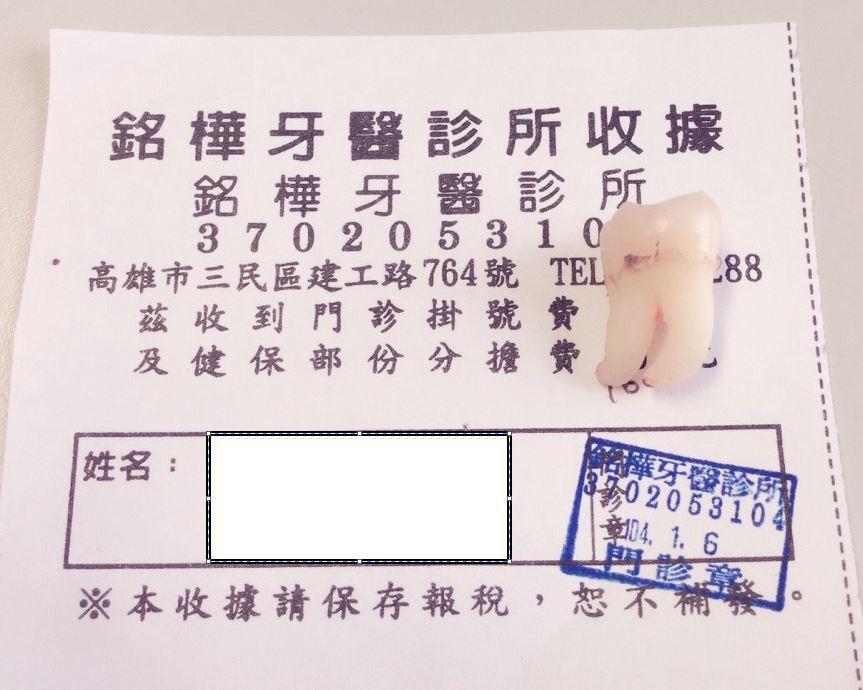 銘樺牙醫診所收據
銘樺牙醫診所
370205310
高雄市三民區建工路764號 TEL 288
茲收到門診掛號費
及健保部份分擔費
姓名：
門診章
銘樺牙醫診所
3702053104
104. 1. 6
門診章
※本收據請保存報稅，恕不補發。